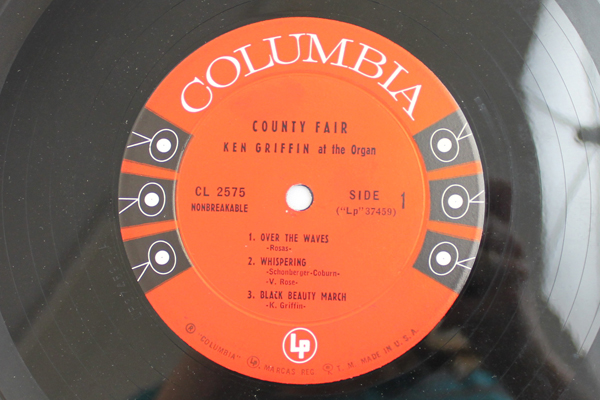 COLUMBIA
COUNTY FAIR
KEN GRIFFIN at the Organ
CL 2575
NONBREAKABLE
SIDE 1
("Lp" 37459)
1. OVER THE WAVES
-Rosas-
2. WHISPERING
-Schonberger-Coburn-
-V. Rose-
3. BLACK BEAUTY MARCH
-K. Griffin-
Lp
® "COLUMBIA" MARCAS REG. T. M. MADE IN U.S.A.